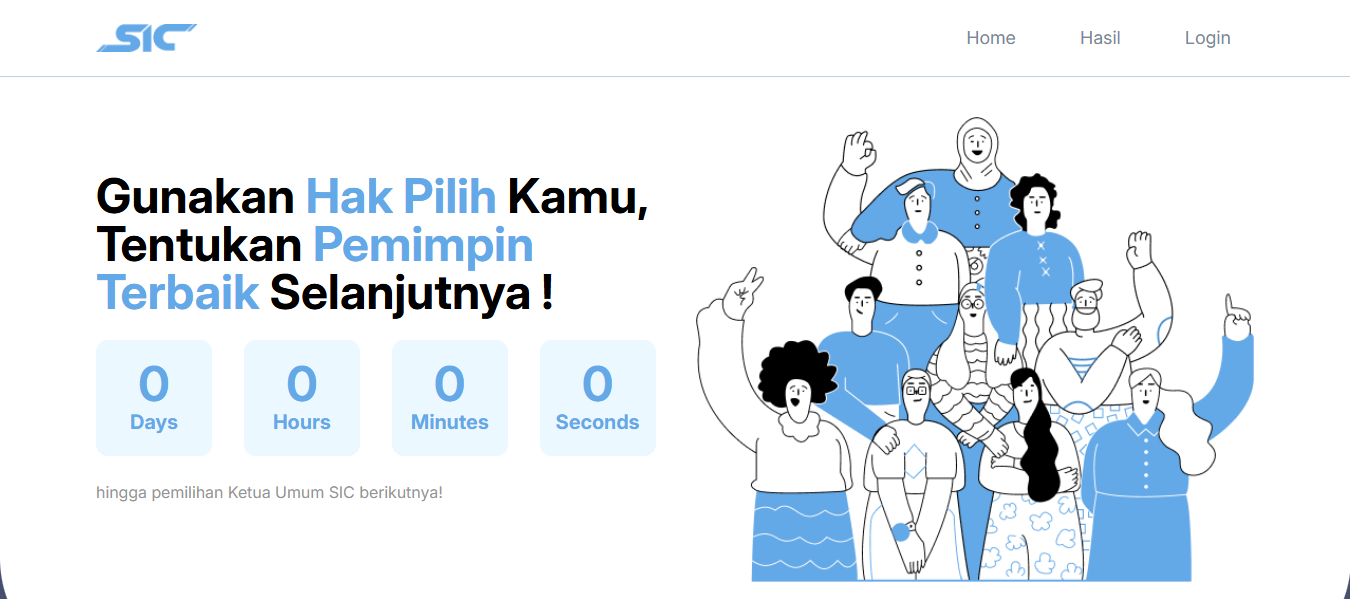 SIC
Home
Hasil
Login
Gunakan Hak Pilih Kamu,
Tentukan Pemimpin
Terbaik Selanjutnya !
0
Days
0
Hours
0
Minutes
0
Seconds
hingga pemilihan Ketua Umum SIC berikutnya!